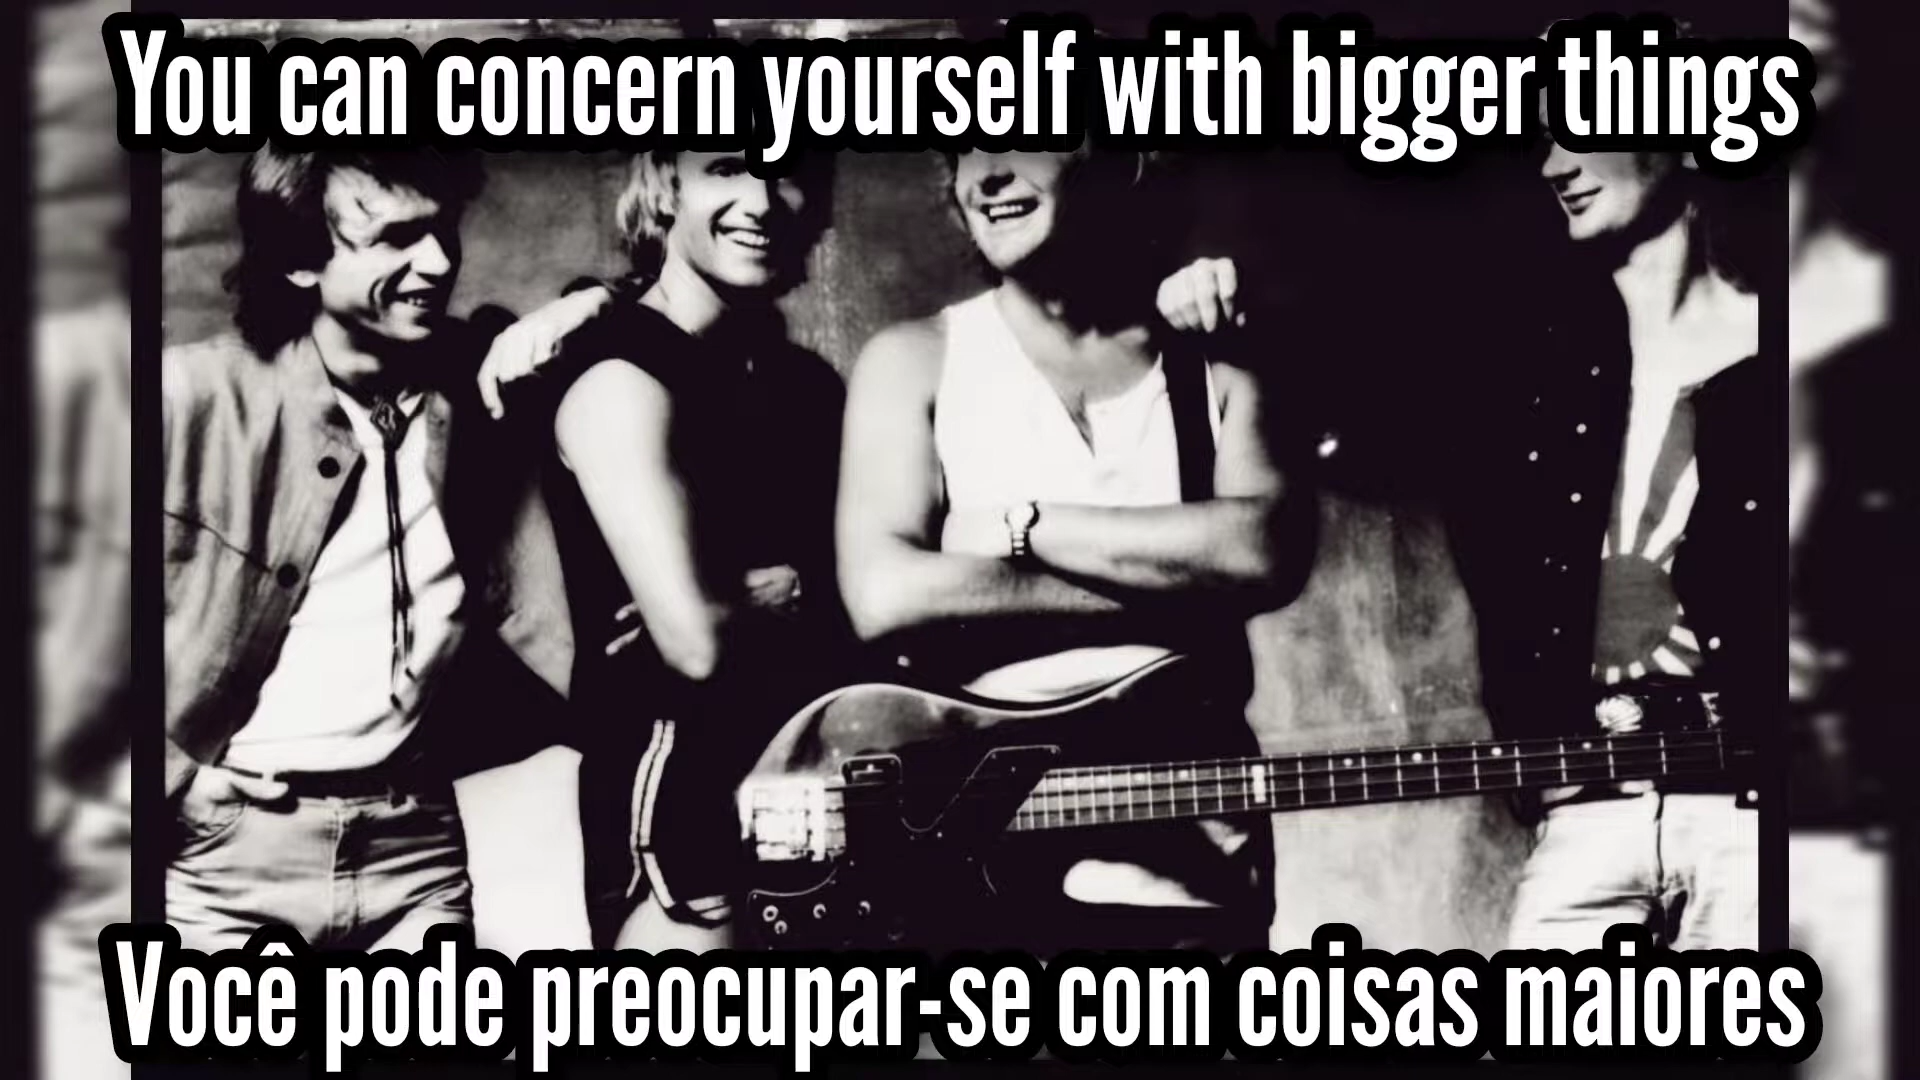 You can concern yourself with bigger things
Você pode preocupar-se com coisas maiores